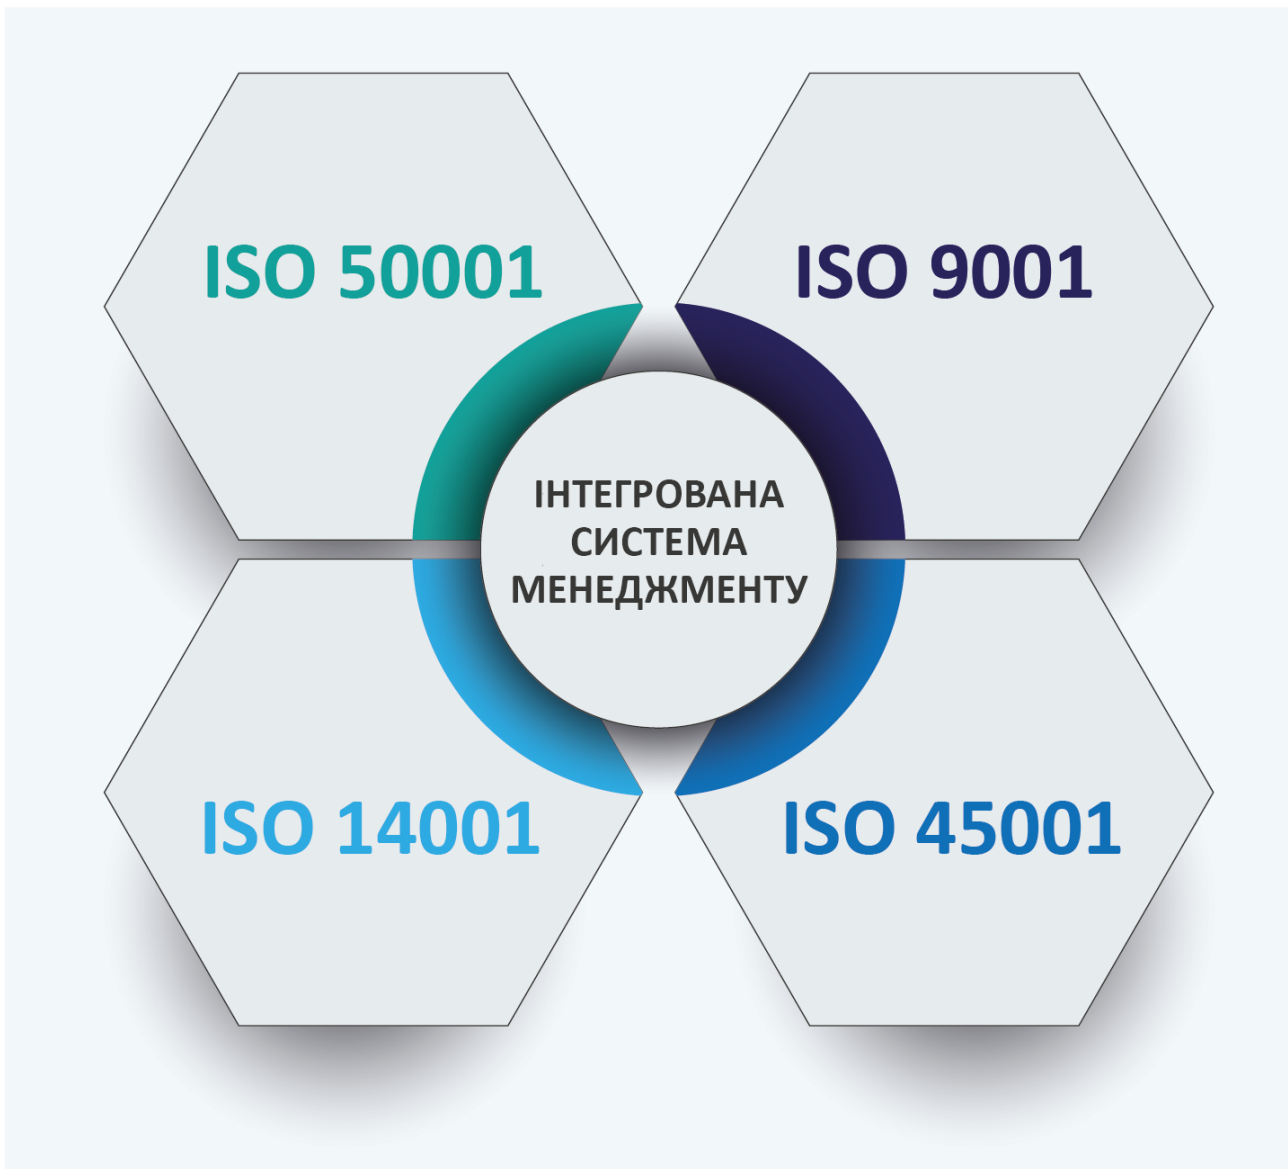 ISO 50001
ISO 9001
ІНТЕГРОВАНА
СИСТЕМА
МЕНЕДЖМЕНТУ
ISO 14001
ISO 45001